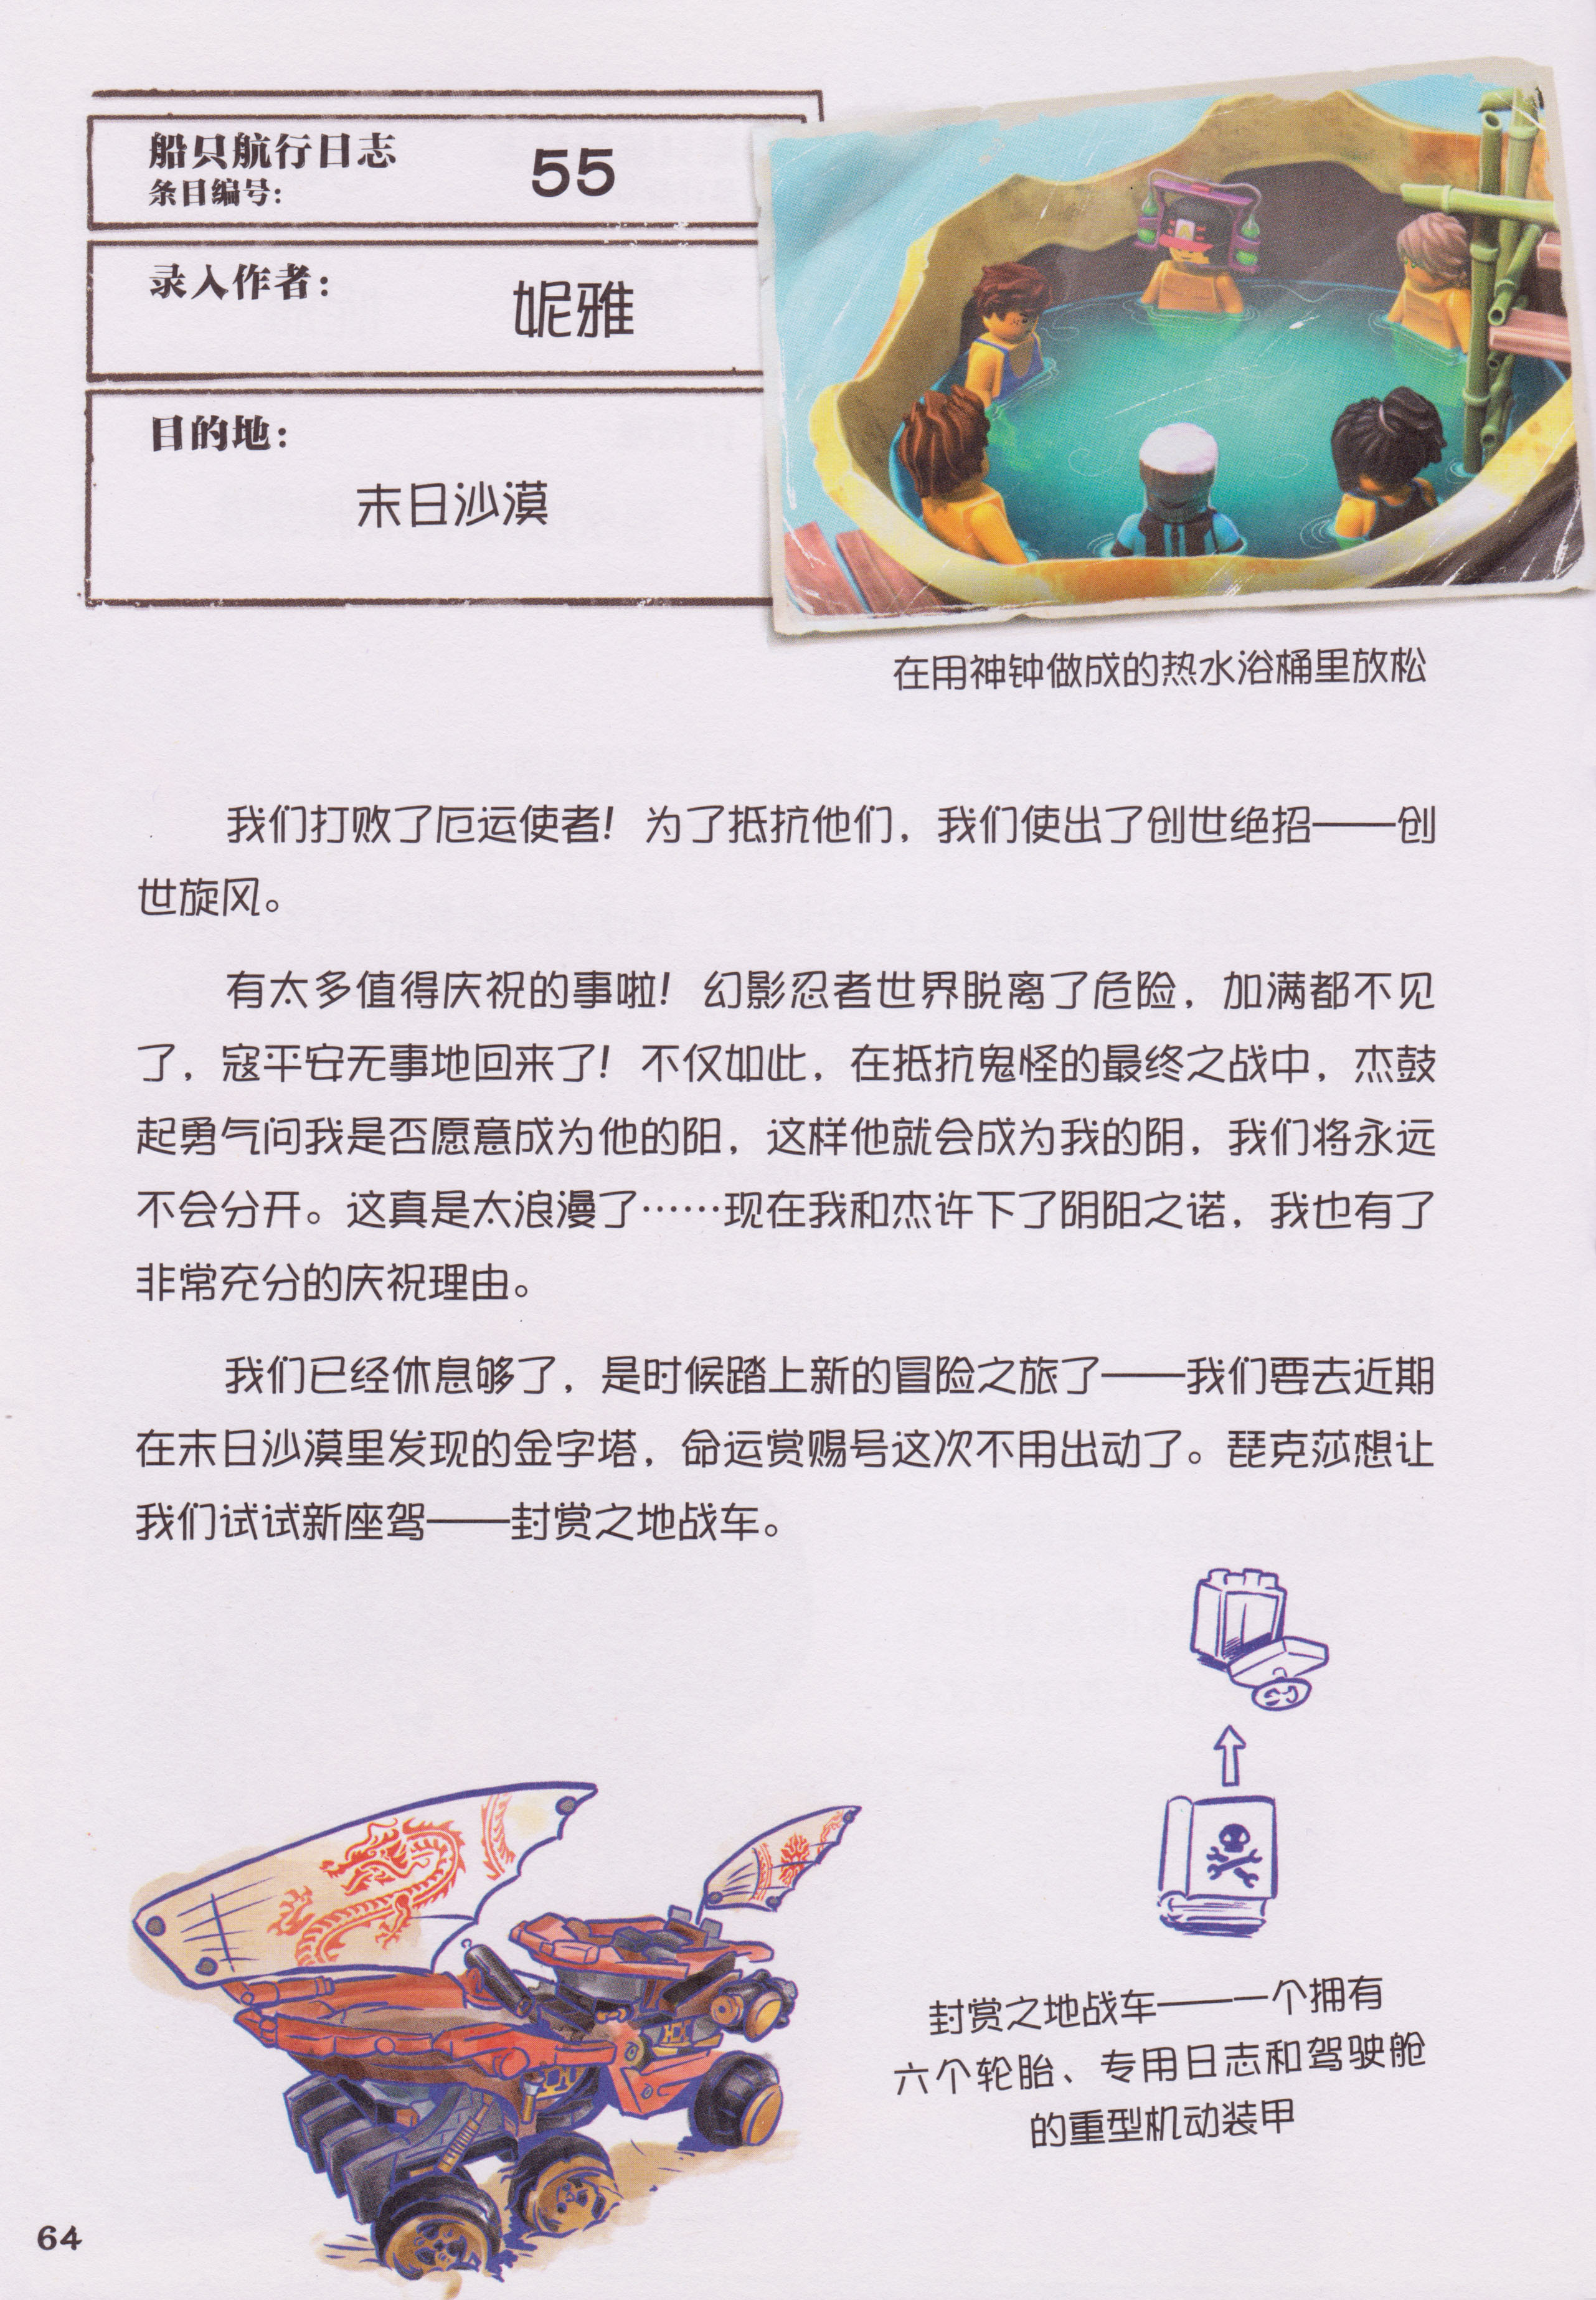 船只航行日志
条目编号： 55
录入作者： 妮雅
目的地：
末日沙漠
在用神钟做成的热水浴桶里放松
我们打败了厄运使者！为了抵抗他们，我们使出了创世绝招——创
世旋风。
有太多值得庆祝的事啦！幻影忍者世界脱离了危险，加满都不见
了，寇平安无事地回来了！不仅如此，在抵抗鬼怪的最终之战中，杰鼓
起勇气问我是否愿意成为他的阳，这样他就会成为我的阴，我们将永远
不会分开。这真是太浪漫了……现在我和杰许下了阴阳之诺，我也有了
非常充分的庆祝理由。
我们已经休息够了，是时候踏上新的冒险之旅了——我们要去近期
在末日沙漠里发现的金字塔，命运赏赐号这次不用出动了。琵克莎想让
我们试试新座驾——封赏之地战车。
封赏之地战车——一个拥有
六个轮胎、专用日志和驾驶舱
的重型机动装甲
64